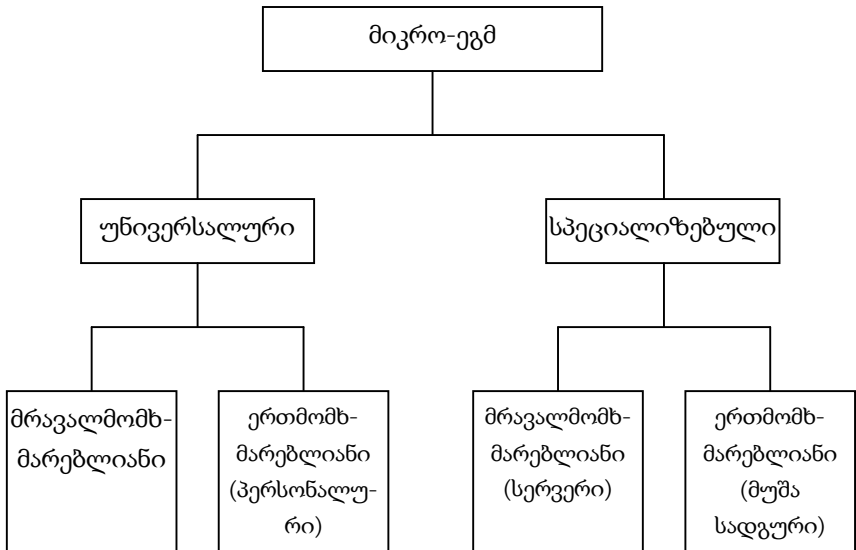 მიკრო-ეგმ
უნივერსალური
სპეციალიზებული
მრავალმომხ-
მარებლიანი
ერთმომხ-
მარებლიანი
(პერსონალუ-
რი)
მრავალმომხ-
მარებლიანი
(სერვერი)
ერთმომხ-
მარებლიანი
(მუშა
სადგური)